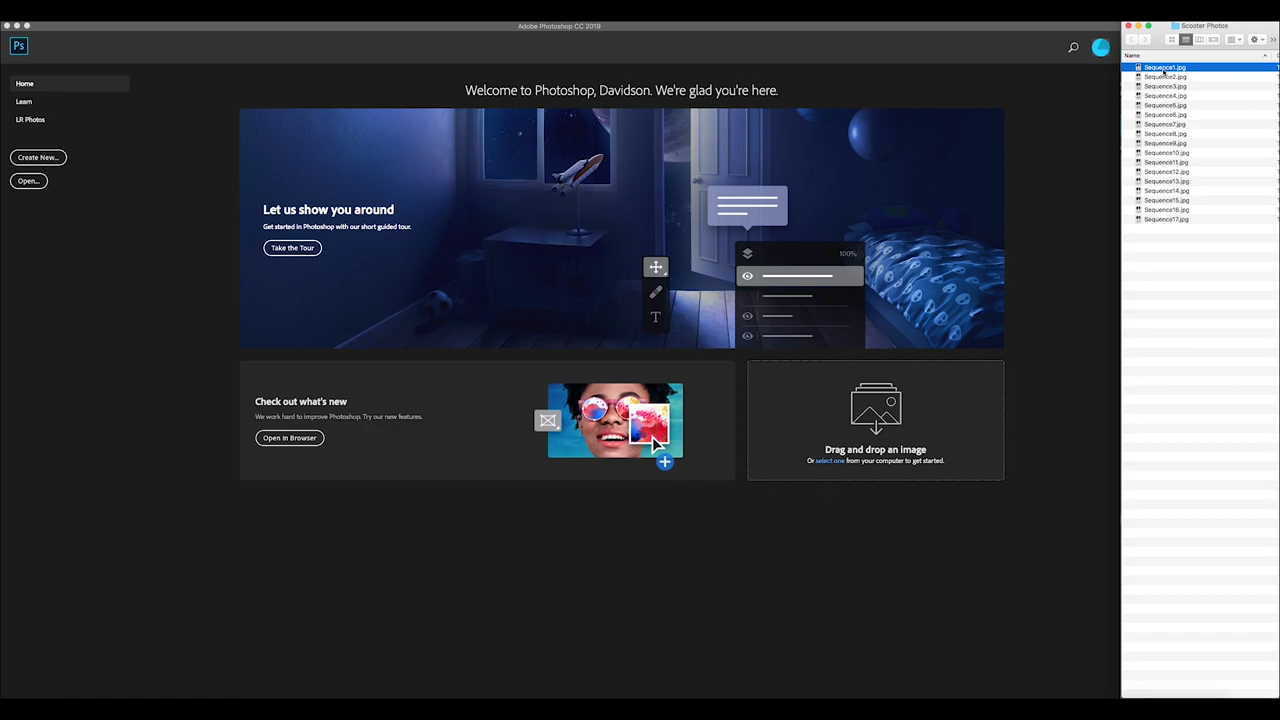 Adobe Photoshop CC 2019
Ps
Home
Learn
LR Photos
Create New...
Open...
Welcome to Photoshop, Davidson. We're glad you're here.
Let us show you around
Get started in Photoshop with our short guided tour.
Take the Tour
100%
T
Check out what's new
We work hard to improve Photoshop. Try our new features.
Open in Browser
Drag and drop an image
Or select one from your computer to get started.
Scooter Photos
Name
Sequence1.jpg
Sequence2.jpg
Sequence3.jpg
Sequence4.jpg
Sequence5.jpg
Sequence6.jpg
Sequence7.jpg
Sequence8.jpg
Sequence9.jpg
Sequence10.jpg
Sequence11.jpg
Sequence12.jpg
Sequence13.jpg
Sequence14.jpg
Sequence15.jpg
Sequence16.jpg
Sequence17.jpg